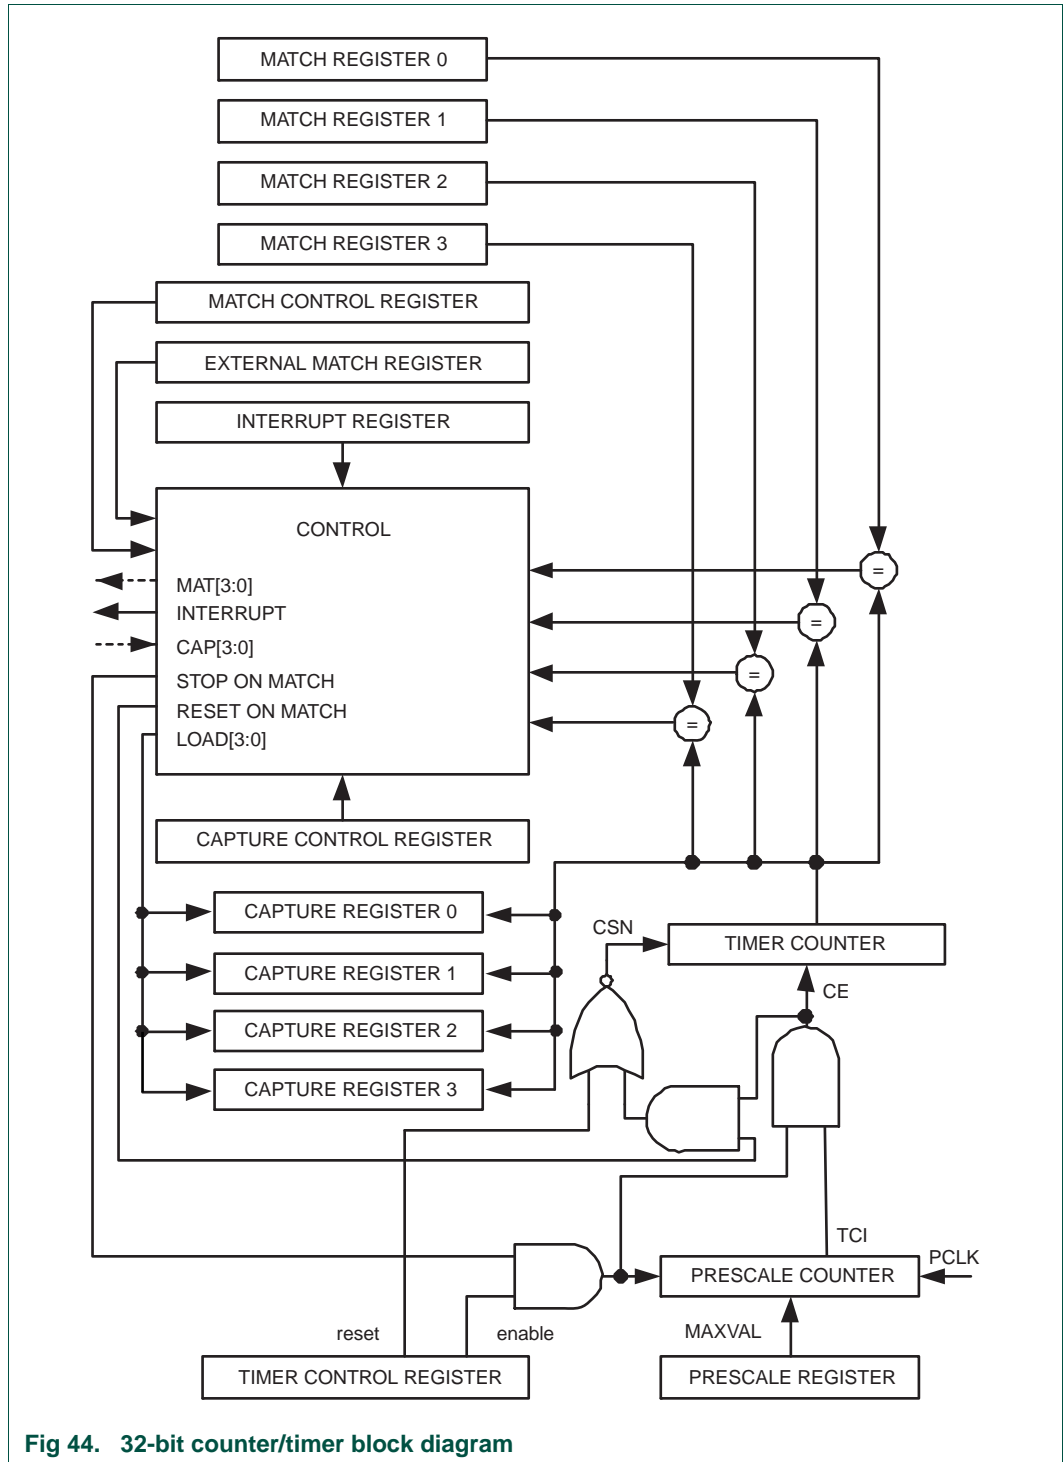 MATCH REGISTER 0
MATCH REGISTER 1
MATCH REGISTER 2
MATCH REGISTER 3
MATCH CONTROL REGISTER
EXTERNAL MATCH REGISTER
INTERRUPT REGISTER
CONTROL
=
MAT[3:0]
INTERRUPT
=
CAP[3:0]
STOP ON MATCH
=
RESET ON MATCH
=
LOAD[3:0]
CAPTURE CONTROL REGISTER
CAPTURE REGISTER 0
CSN
TIMER COUNTER
CAPTURE REGISTER 1
CE
CAPTURE REGISTER 2
CAPTURE REGISTER 3
TCI
PCLK
PRESCALE COUNTER
reset
enable
MAXVAL
TIMER CONTROL REGISTER
PRESCALE REGISTER
Fig 44. 32-bit counter/timer block diagram